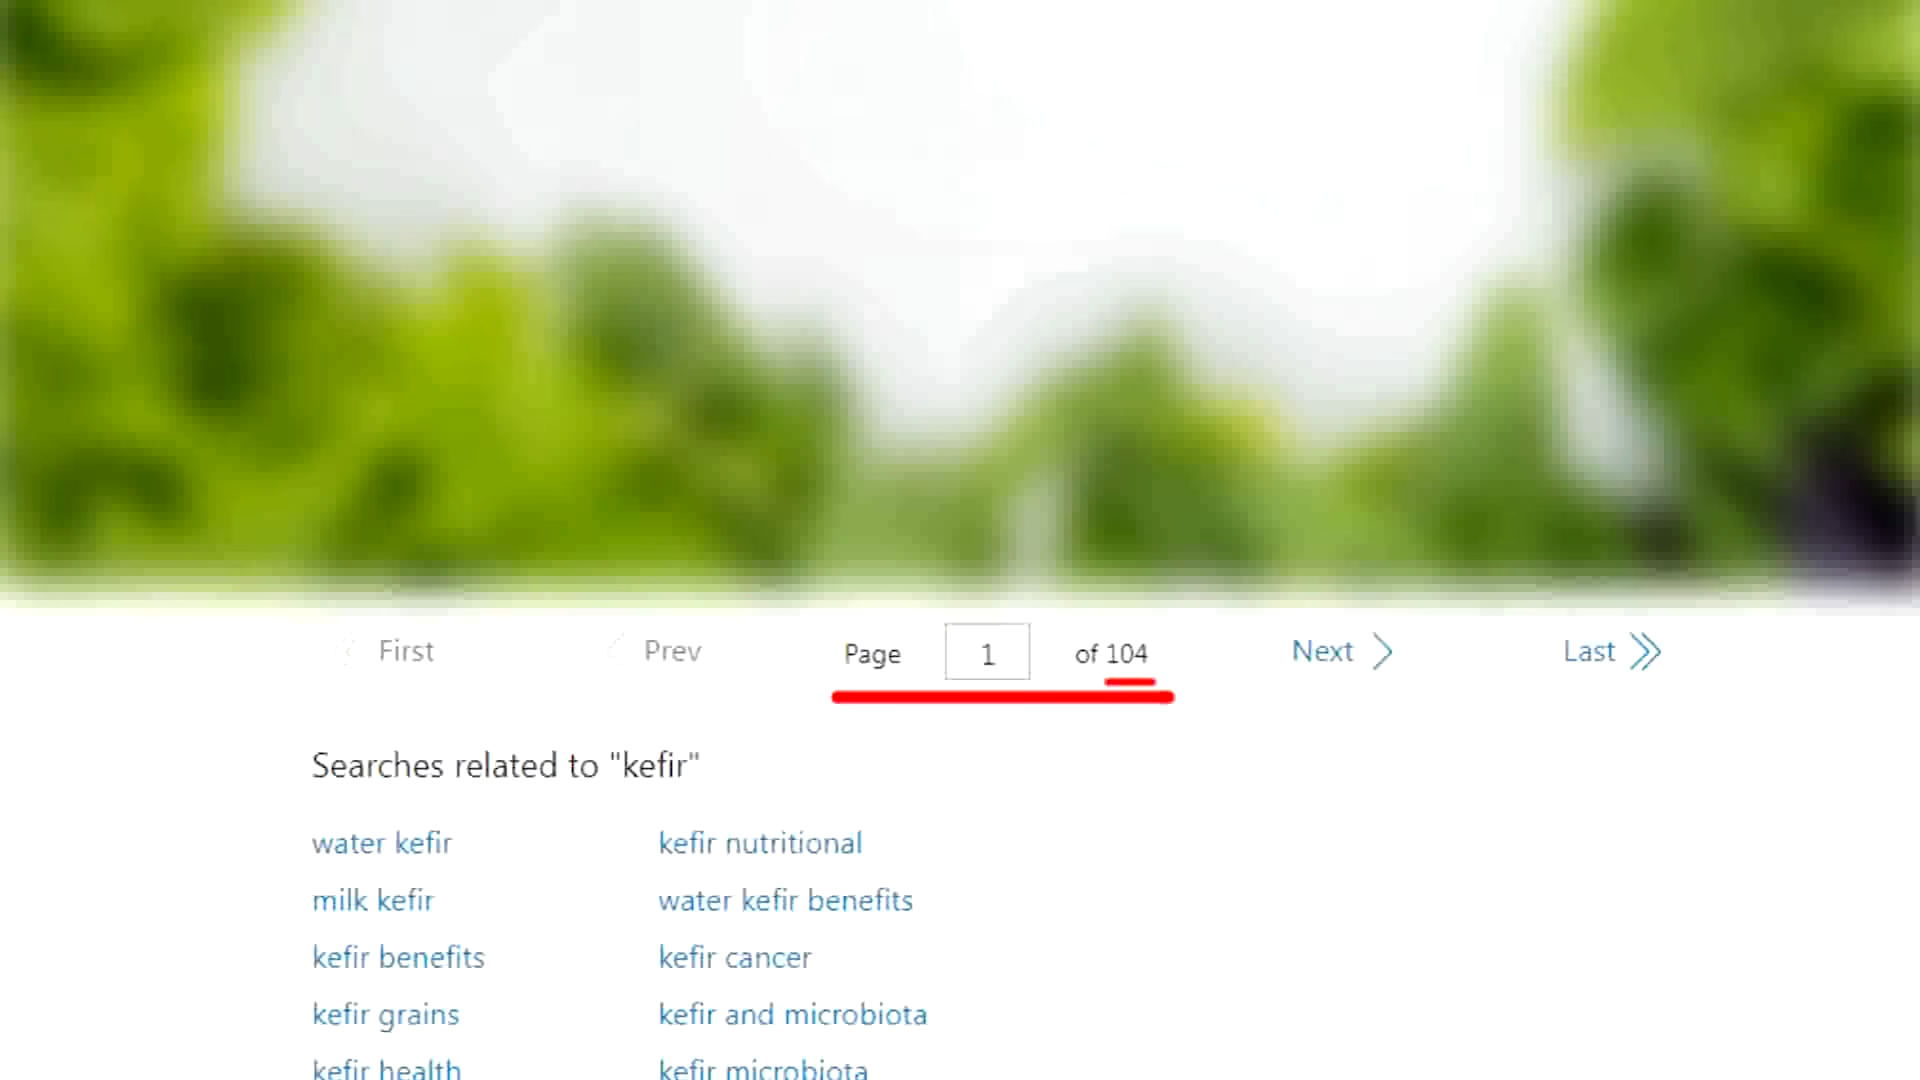 First Prev Page 1 of 104 Next Last
Searches related to "kefir"
water kefir kefir nutritional
milk kefir water kefir benefits
kefir benefits kefir cancer
kefir grains kefir and microbiota
kefir health kefir microbiota